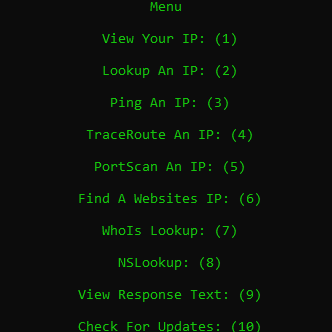 Menu
View Your IP: (1)
Lookup An IP: (2)
Ping An IP: (3)
TraceRoute An IP: (4)
PortScan An IP: (5)
Find A Websites IP: (6)
WhoIs Lookup: (7)
NSLookup: (8)
View Response Text: (9)
Check For Updates: (10)